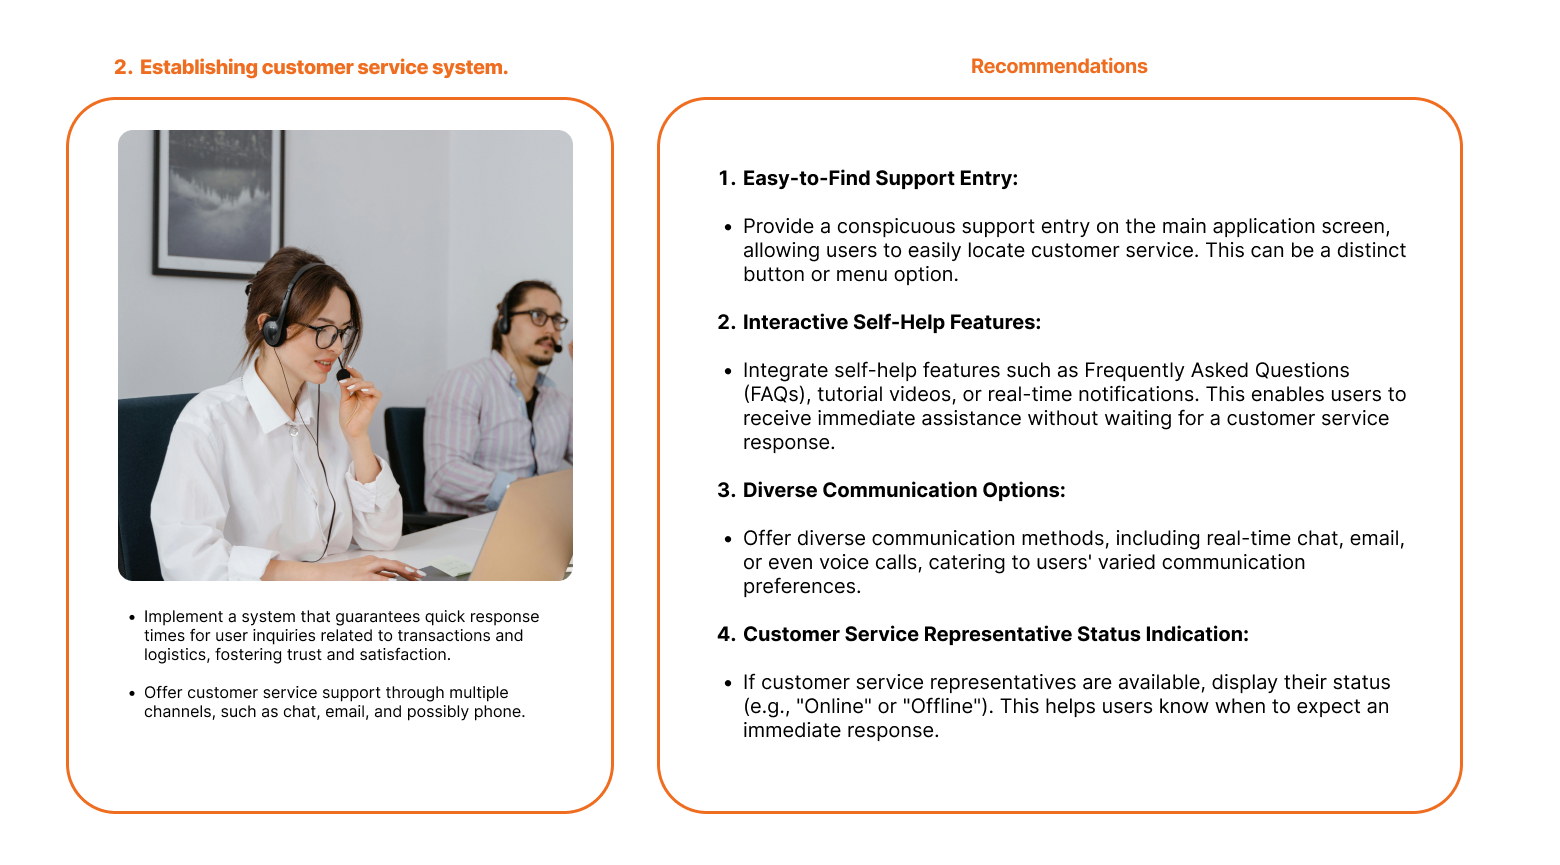 2. Establishing customer service system.
• Implement a system that guarantees quick response
times for user inquiries related to transactions and
logistics, fostering trust and satisfaction.
• Offer customer service support through multiple
channels, such as chat, email, and possibly phone.
Recommendations
1. Easy-to-Find Support Entry:
• Provide a conspicuous support entry on the main application screen,
allowing users to easily locate customer service. This can be a distinct
button or menu option.
2. Interactive Self-Help Features:
• Integrate self-help features such as Frequently Asked Questions
(FAQs), tutorial videos, or real-time notifications. This enables users to
receive immediate assistance without waiting for a customer service
response.
3. Diverse Communication Options:
• Offer diverse communication methods, including real-time chat, email,
or even voice calls, catering to users' varied communication
preferences.
4. Customer Service Representative Status Indication:
• If customer service representatives are available, display their status
(e.g., "Online" or "Offline"). This helps users know when to expect an
immediate response.